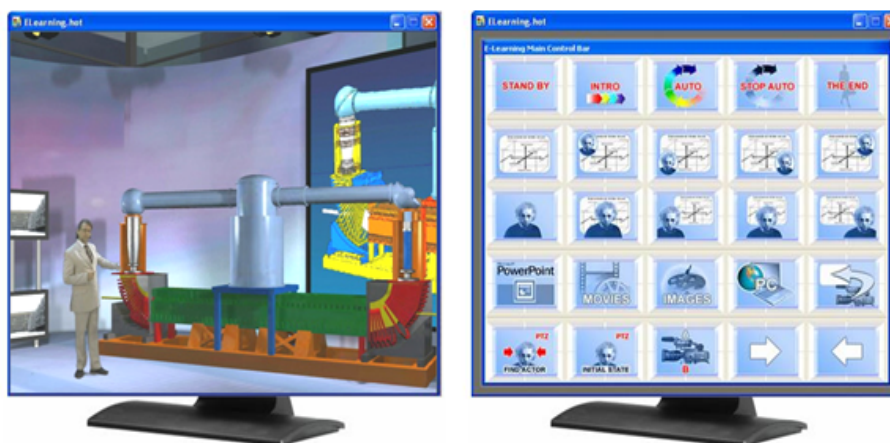 ELearning.hot
ELearning.hot
E-Learning Main Control Bar
STAND BY
INTRO
AUTO
STOP AUTO
THE END
PowerPoint
MOVIES
IMAGES
PC
PTZ
FIND ACTOR
PTZ
INITIAL STATE
B